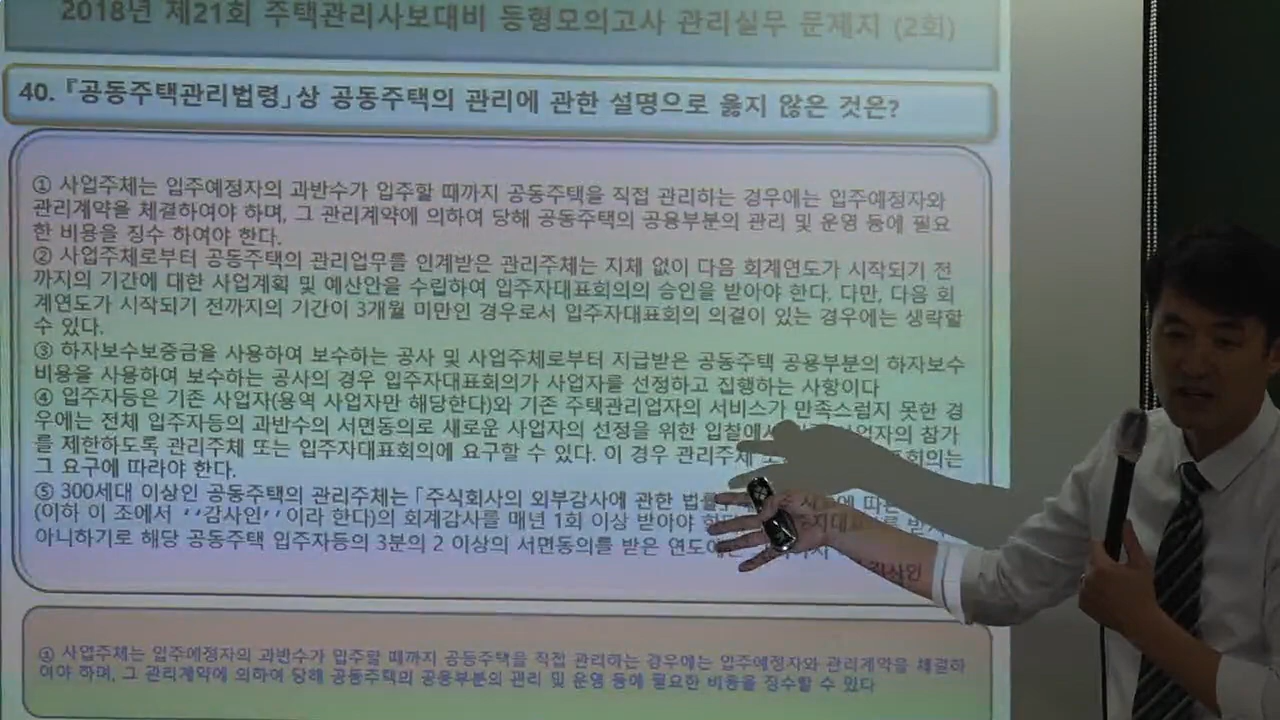 2018년 제21회 주택관리사보대비 동형모의고사 관리실무 문제지 (2회)
40. 『공동주택관리법령』상 공동주택의 관리에 관한 설명으로 옳지 않은 것은?
① 사업주체는 입주예정자의 과반수가 입주할 때까지 공동주택을 직접 관리하는 경우에는 입주예정자와
관리계약을 체결하여야 하며, 그 관리계약에 의하여 당해 공동주택의 공용부분의 관리 및 운영 등에 필요
한 비용을 징수 하여야 한다.
② 사업주체로부터 공동주택의 관리업무를 인계받은 관리주체는 지체 없이 다음 회계연도가 시작되기 전
까지의 기간에 대한 사업계획 및 예산안을 수립하여 입주자대표회의의 승인을 받아야 한다. 다만, 다음 회
계연도가 시작되기 전까지의 기간이 3개월 미만인 경우로서 입주자대표회의 의결이 있는 경우에는 생략할
수 있다.
③ 하자보수보증금을 사용하여 보수하는 공사 및 사업주체로부터 지급받은 공동주택 공용부분의 하자보수
비용을 사용하여 보수하는 공사의 경우 입주자대표회의가 사업자를 선정하고 집행하는 사항이다
④ 입주자등은 기존 사업자(용역 사업자만 해당한다)와 기존 주택관리업자의 서비스가 만족스럽지 못한 경
우에는 전체 입주자등의 과반수의 서면동의로 새로운 사업자의 선정을 위한 입찰에서 사업자의 참가
를 제한하도록 관리주체 또는 입주자대표회의에 요구할 수 있다. 이 경우 관리주체 회의는
그 요구에 따라야 한다.
⑤ 300세대 이상인 공동주택의 관리주체는 「주식회사의 외부감사에 관한 법률 에 따른
(이하 이 조에서 ‘‘감사인’’이라 한다)의 회계감사를 매년 1회 이상 받아야
아니하기로 해당 공동주택 입주자등의 3분의 2 이상의 서면동의를 받은 연도에는
감사인
① 사업주체는 입주예정자의 과반수가 입주할 때까지 공동주택을 직접 관리하는 경우에는 입주예정자와 관리계약을 체결하
여야 하며, 그 관리계약에 의하여 당해 공동주택의 공용부분의 관리 및 운영 등에 필요한 비용을 징수할 수 있다